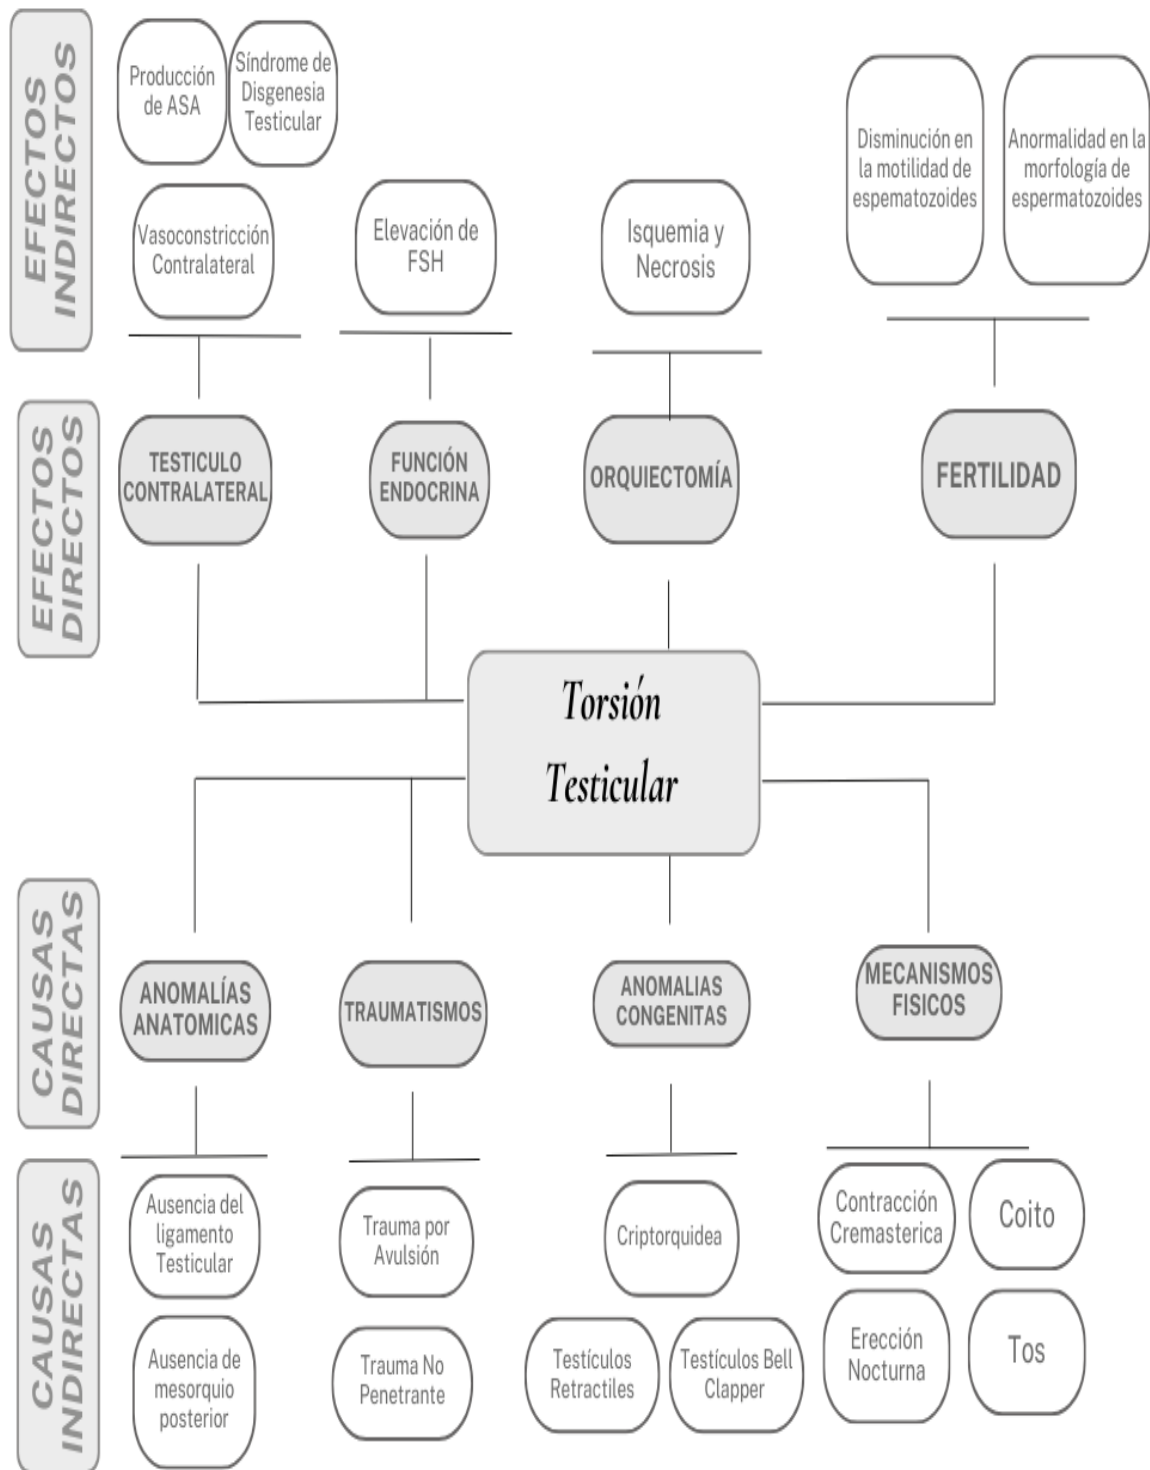 EFECTOS
INDIRECTOS
Producción
de ASA
Síndrome de
Disgenesia
Testicular
Vasoconstricción
Contralateral
Elevación de
FSH
Isquemia y
Necrosis
Disminución en
la motilidad de
espematozoides
Anormalidad en la
morfología de
espermatozoides
EFECTOS
DIRECTOS
TESTICULO
CONTRALATERAL
FUNCIÓN
ENDOCRINA
ORQUIECTOMÍA
FERTILIDAD
Torsión
Testicular
CAUSAS
DIRECTAS
ANOMALÍAS
ANATOMICAS
TRAUMATISMOS
ANOMALIAS
CONGENITAS
MECANISMOS
FISICOS
CAUSAS
INDIRECTAS
Ausencia del
ligamento
Testicular
Ausencia de
mesorquio
posterior
Trauma por
Avulsión
Trauma No
Penetrante
Criptorquidea
Testículos
Retractiles
Testículos Bell
Clapper
Contracción
Cremasterica
Coito
Erección
Nocturna
Tos